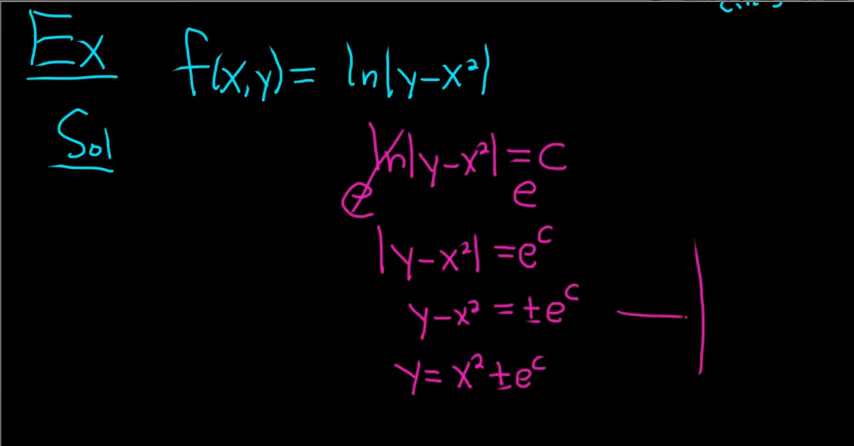 Ex f(x,y) = ln|y-x²|
Sol
ln|y-x²| = c
e e
|y-x²| = e^c
y-x² = ±e^c
y = x² ± e^c